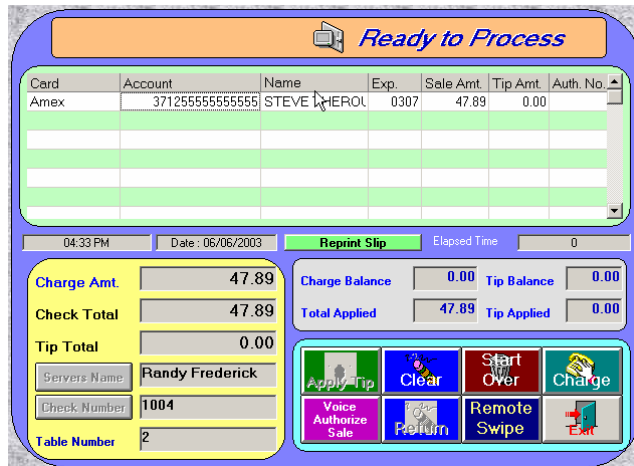 Ready to Process
Card Account Name Exp. Sale Amt. Tip Amt. Auth. No.
Amex 371255555555555 STEVE 0307 47.89 0.00
04:33 PM Date : 06/06/2003 Reprint Slip Elapsed Time 0
Charge Amt. 47.89
Check Total 47.89
Tip Total 0.00
Servers Name Randy Frederick
Check Number 1004
Table Number 2
Charge Balance 0.00 Tip Balance 0.00
Total Applied 47.89 Tip Applied 0.00
Apply Tip Clear Start Over Charge
Voice Authorize Sale Return Remote Swipe Exit